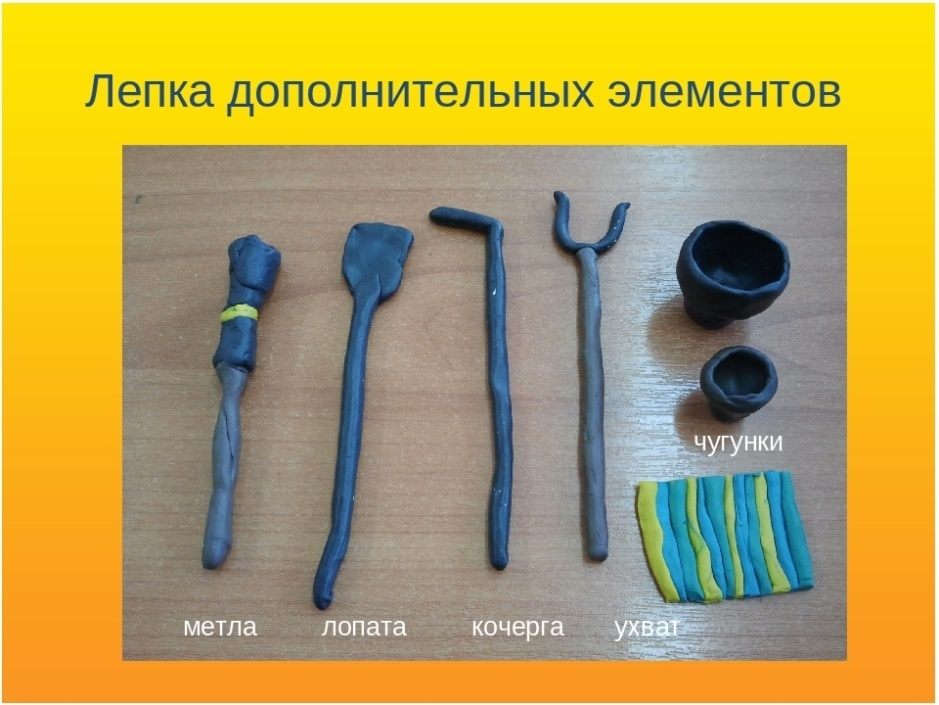 Лепка дополнительных элементов
чугунки
метла лопата кочерга ухват